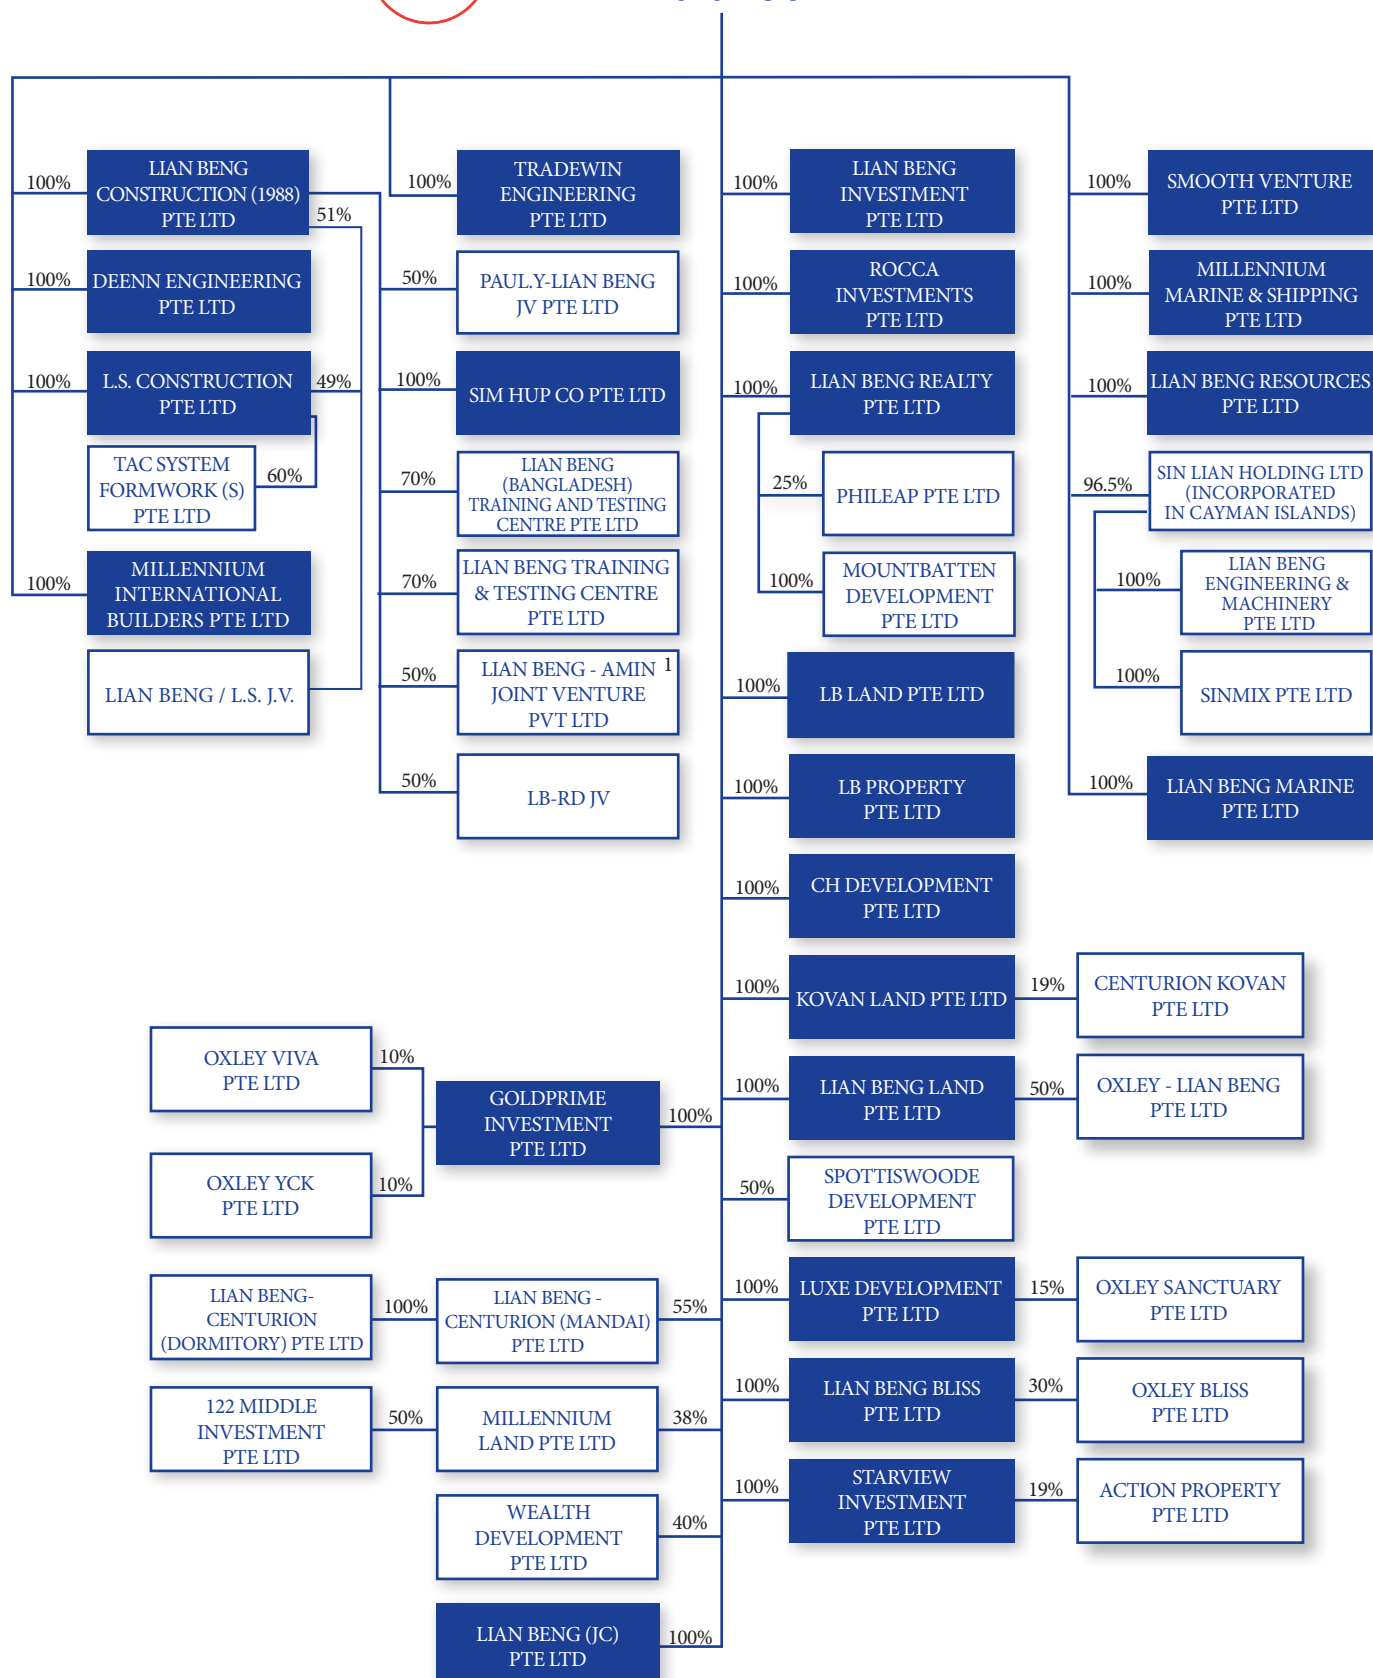 100%
LIAN BENG
CONSTRUCTION (1988)
PTE LTD
51%
100%
DEENN ENGINEERING
PTE LTD
100%
L.S. CONSTRUCTION
PTE LTD
49%
TAC SYSTEM
FORMWORK (S)
PTE LTD
60%
100%
MILLENNIUM
INTERNATIONAL
BUILDERS PTE LTD
LIAN BENG / L.S. J.V.
100%
TRADEWIN
ENGINEERING
PTE LTD
50%
PAUL.Y-LIAN BENG
JV PTE LTD
100%
SIM HUP CO PTE LTD
70%
LIAN BENG
(BANGLADESH)
TRAINING AND TESTING
CENTRE PTE LTD
70%
LIAN BENG TRAINING
& TESTING CENTRE
PTE LTD
50%
LIAN BENG - AMIN 1
JOINT VENTURE
PVT LTD
50%
LB-RD JV
100%
LIAN BENG
INVESTMENT
PTE LTD
100%
ROCCA
INVESTMENTS
PTE LTD
100%
LIAN BENG REALTY
PTE LTD
25%
PHILEAP PTE LTD
100%
MOUNTBATTEN
DEVELOPMENT
PTE LTD
100%
LB LAND PTE LTD
100%
LB PROPERTY
PTE LTD
100%
CH DEVELOPMENT
PTE LTD
100%
KOVAN LAND PTE LTD
19%
CENTURION KOVAN
PTE LTD
100%
LIAN BENG LAND
PTE LTD
50%
OXLEY - LIAN BENG
PTE LTD
50%
SPOTTISWOODE
DEVELOPMENT
PTE LTD
100%
LUXE DEVELOPMENT
PTE LTD
15%
OXLEY SANCTUARY
PTE LTD
100%
LIAN BENG BLISS
PTE LTD
30%
OXLEY BLISS
PTE LTD
100%
STARVIEW
INVESTMENT
PTE LTD
19%
ACTION PROPERTY
PTE LTD
100%
SMOOTH VENTURE
PTE LTD
100%
MILLENNIUM
MARINE & SHIPPING
PTE LTD
100%
LIAN BENG RESOURCES
PTE LTD
96.5%
SIN LIAN HOLDING LTD
(INCORPORATED
IN CAYMAN ISLANDS)
100%
LIAN BENG
ENGINEERING &
MACHINERY
PTE LTD
100%
SINMIX PTE LTD
100%
LIAN BENG MARINE
PTE LTD
OXLEY VIVA
PTE LTD
10%
OXLEY YCK
PTE LTD
10%
GOLDPRIME
INVESTMENT
PTE LTD
100%
LIAN BENG-
CENTURION
(DORMITORY) PTE LTD
100%
LIAN BENG -
CENTURION (MANDAI)
PTE LTD
55%
122 MIDDLE
INVESTMENT
PTE LTD
50%
MILLENNIUM
LAND PTE LTD
38%
WEALTH
DEVELOPMENT
PTE LTD
40%
LIAN BENG (JC)
PTE LTD
100%